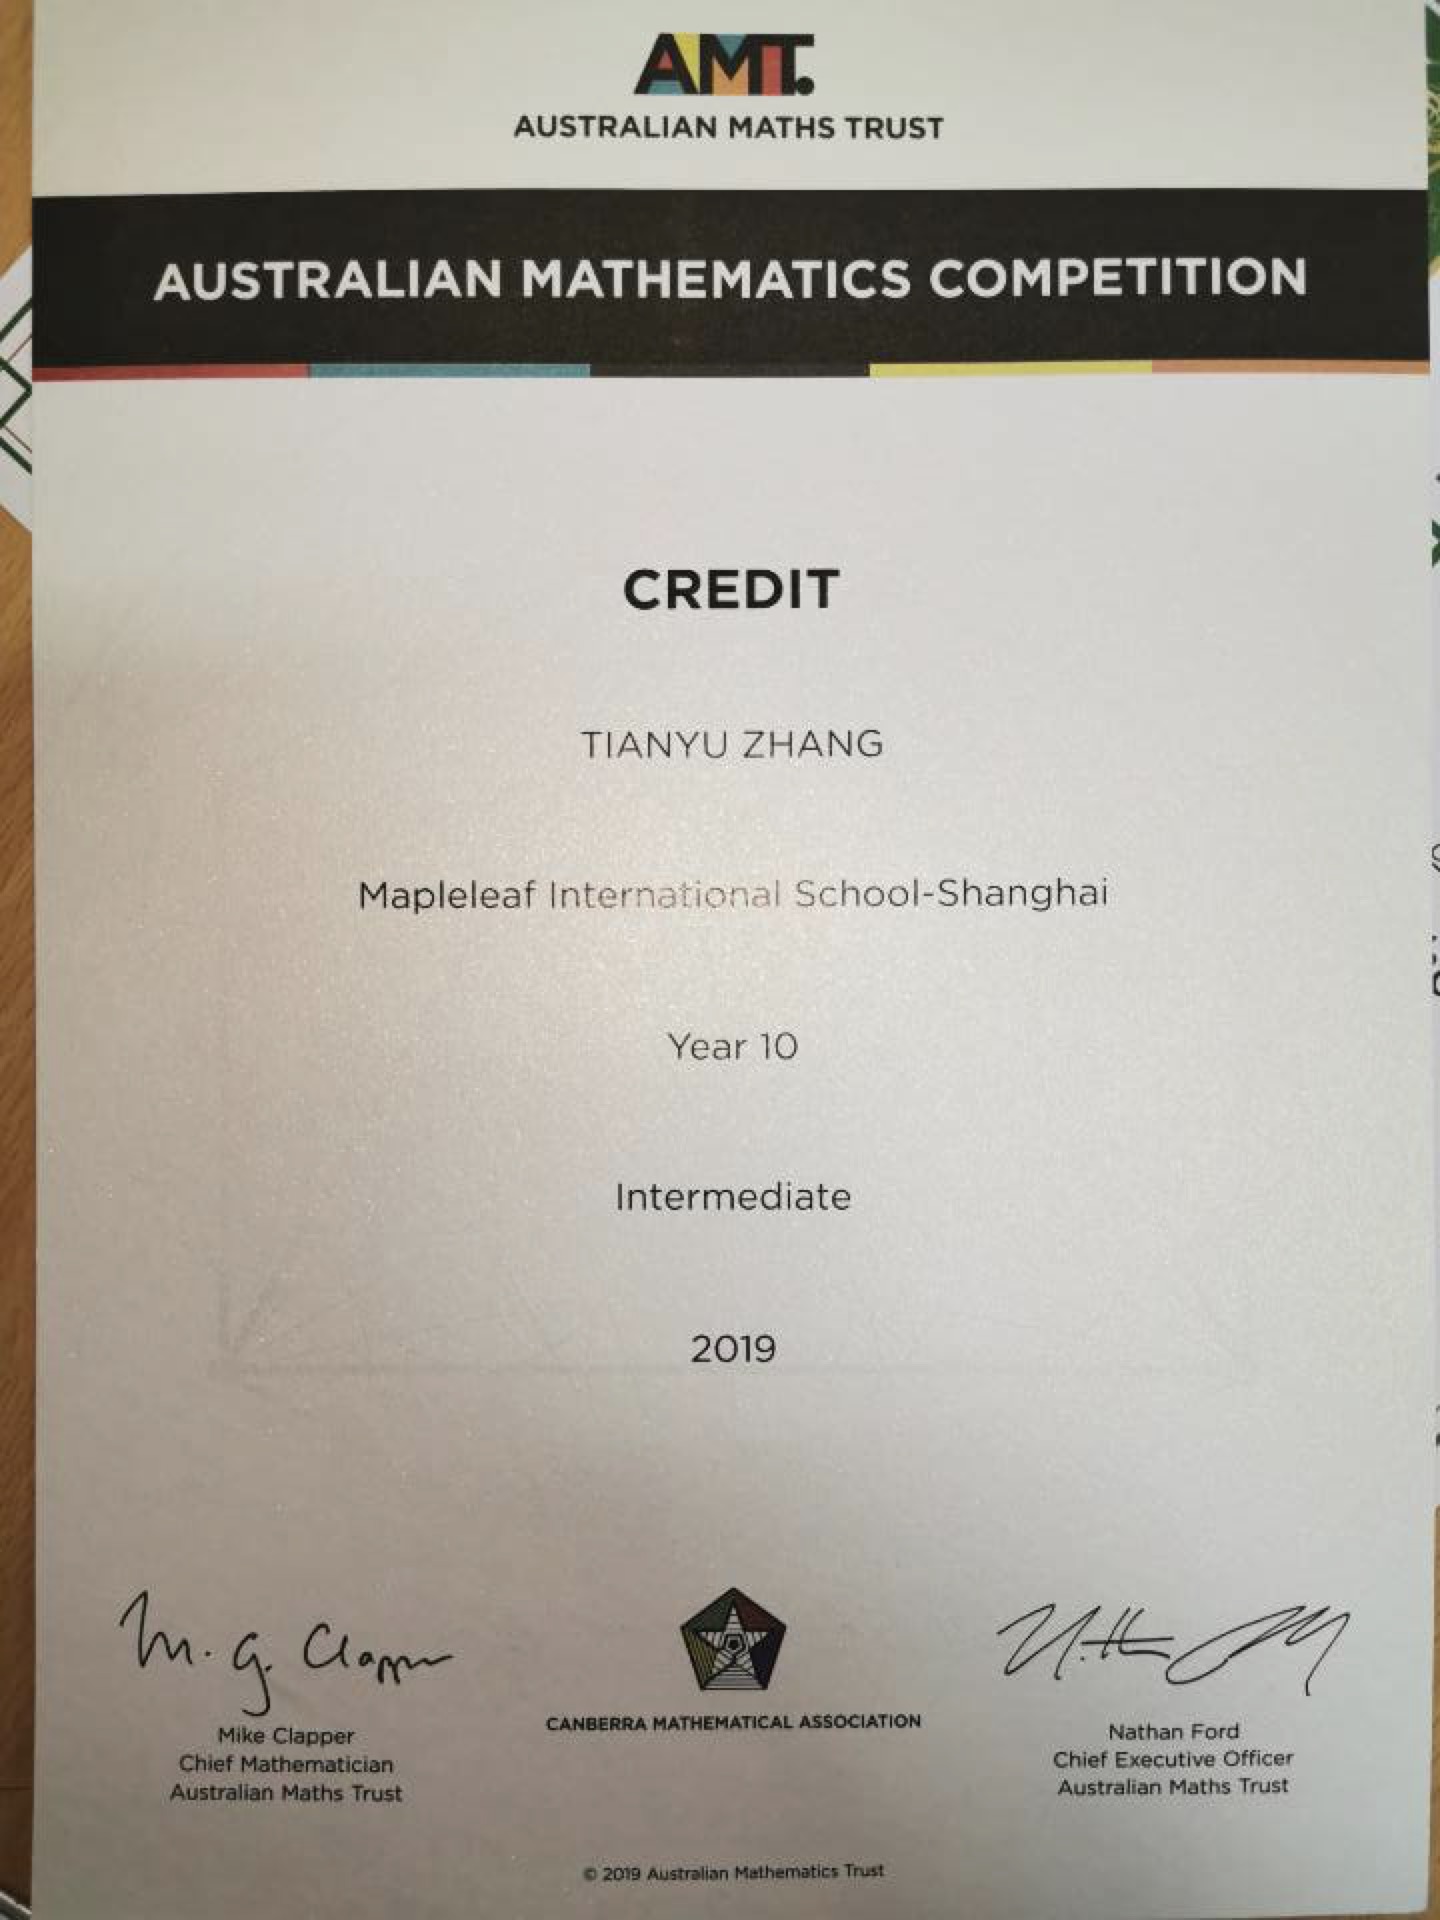 AMT.
AUSTRALIAN MATHS TRUST
AUSTRALIAN MATHEMATICS COMPETITION
CREDIT
TIANYU ZHANG
Mapleleaf International School-Shanghai
Year 10
Intermediate
2019
M. G. Clapper
Mike Clapper
Chief Mathematician
Australian Maths Trust
CANBERRA MATHEMATICAL ASSOCIATION
Nathan Ford
Chief Executive Officer
Australian Maths Trust
© 2019 Australian Mathematics Trust